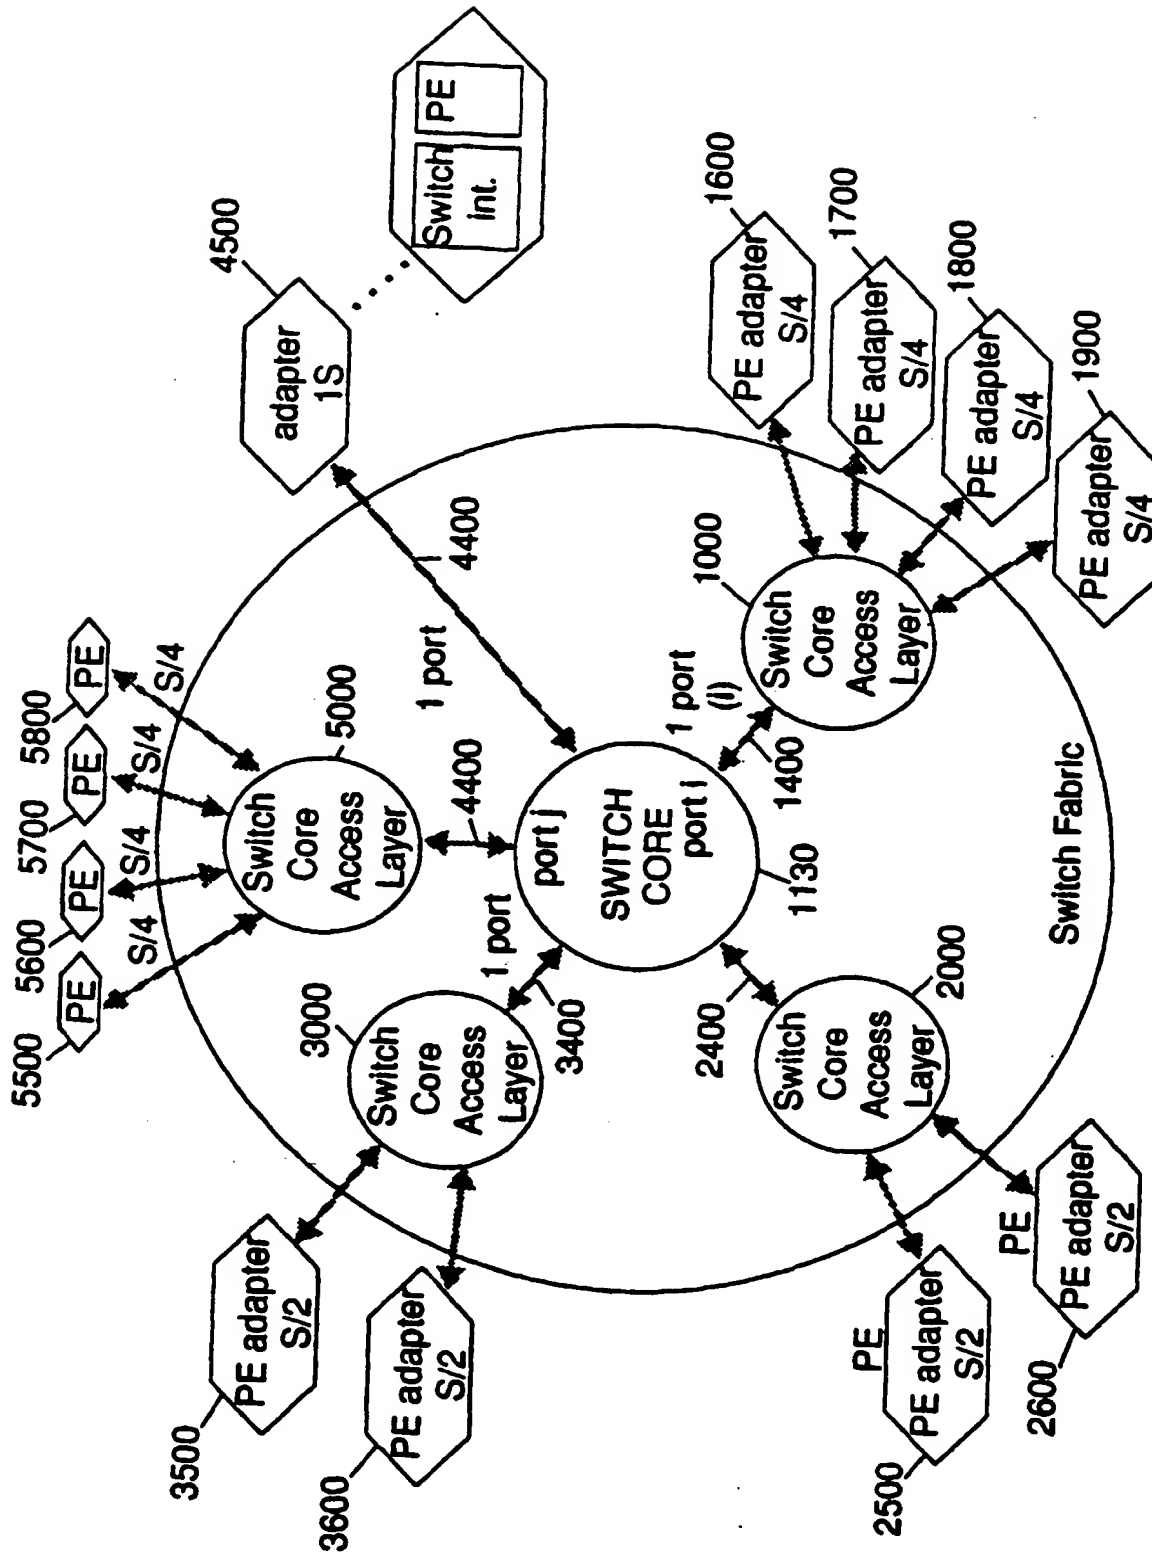 5500
PE
5600
PE
5700
PE
5800
PE
S/4
S/4
S/4
S/4
4500
adapter
1S
Switch
int.
PE
3500
PE adapter
S/2
3600
PE adapter
S/2
3000
Switch
Core
Access
Layer
5000
Switch
Core
Access
Layer
1 port
4400
4400
1 port
3400
port j
SWITCH
CORE
port i
1130
1 port
(i)
1400
1000
Switch
Core
Access
Layer
1600
PE adapter
S/4
1700
PE adapter
S/4
1800
PE adapter
S/4
1900
PE adapter
S/4
2400
2000
Switch
Core
Access
Layer
PE
PE adapter
S/2
2500
PE
PE adapter
S/2
2600
Switch Fabric